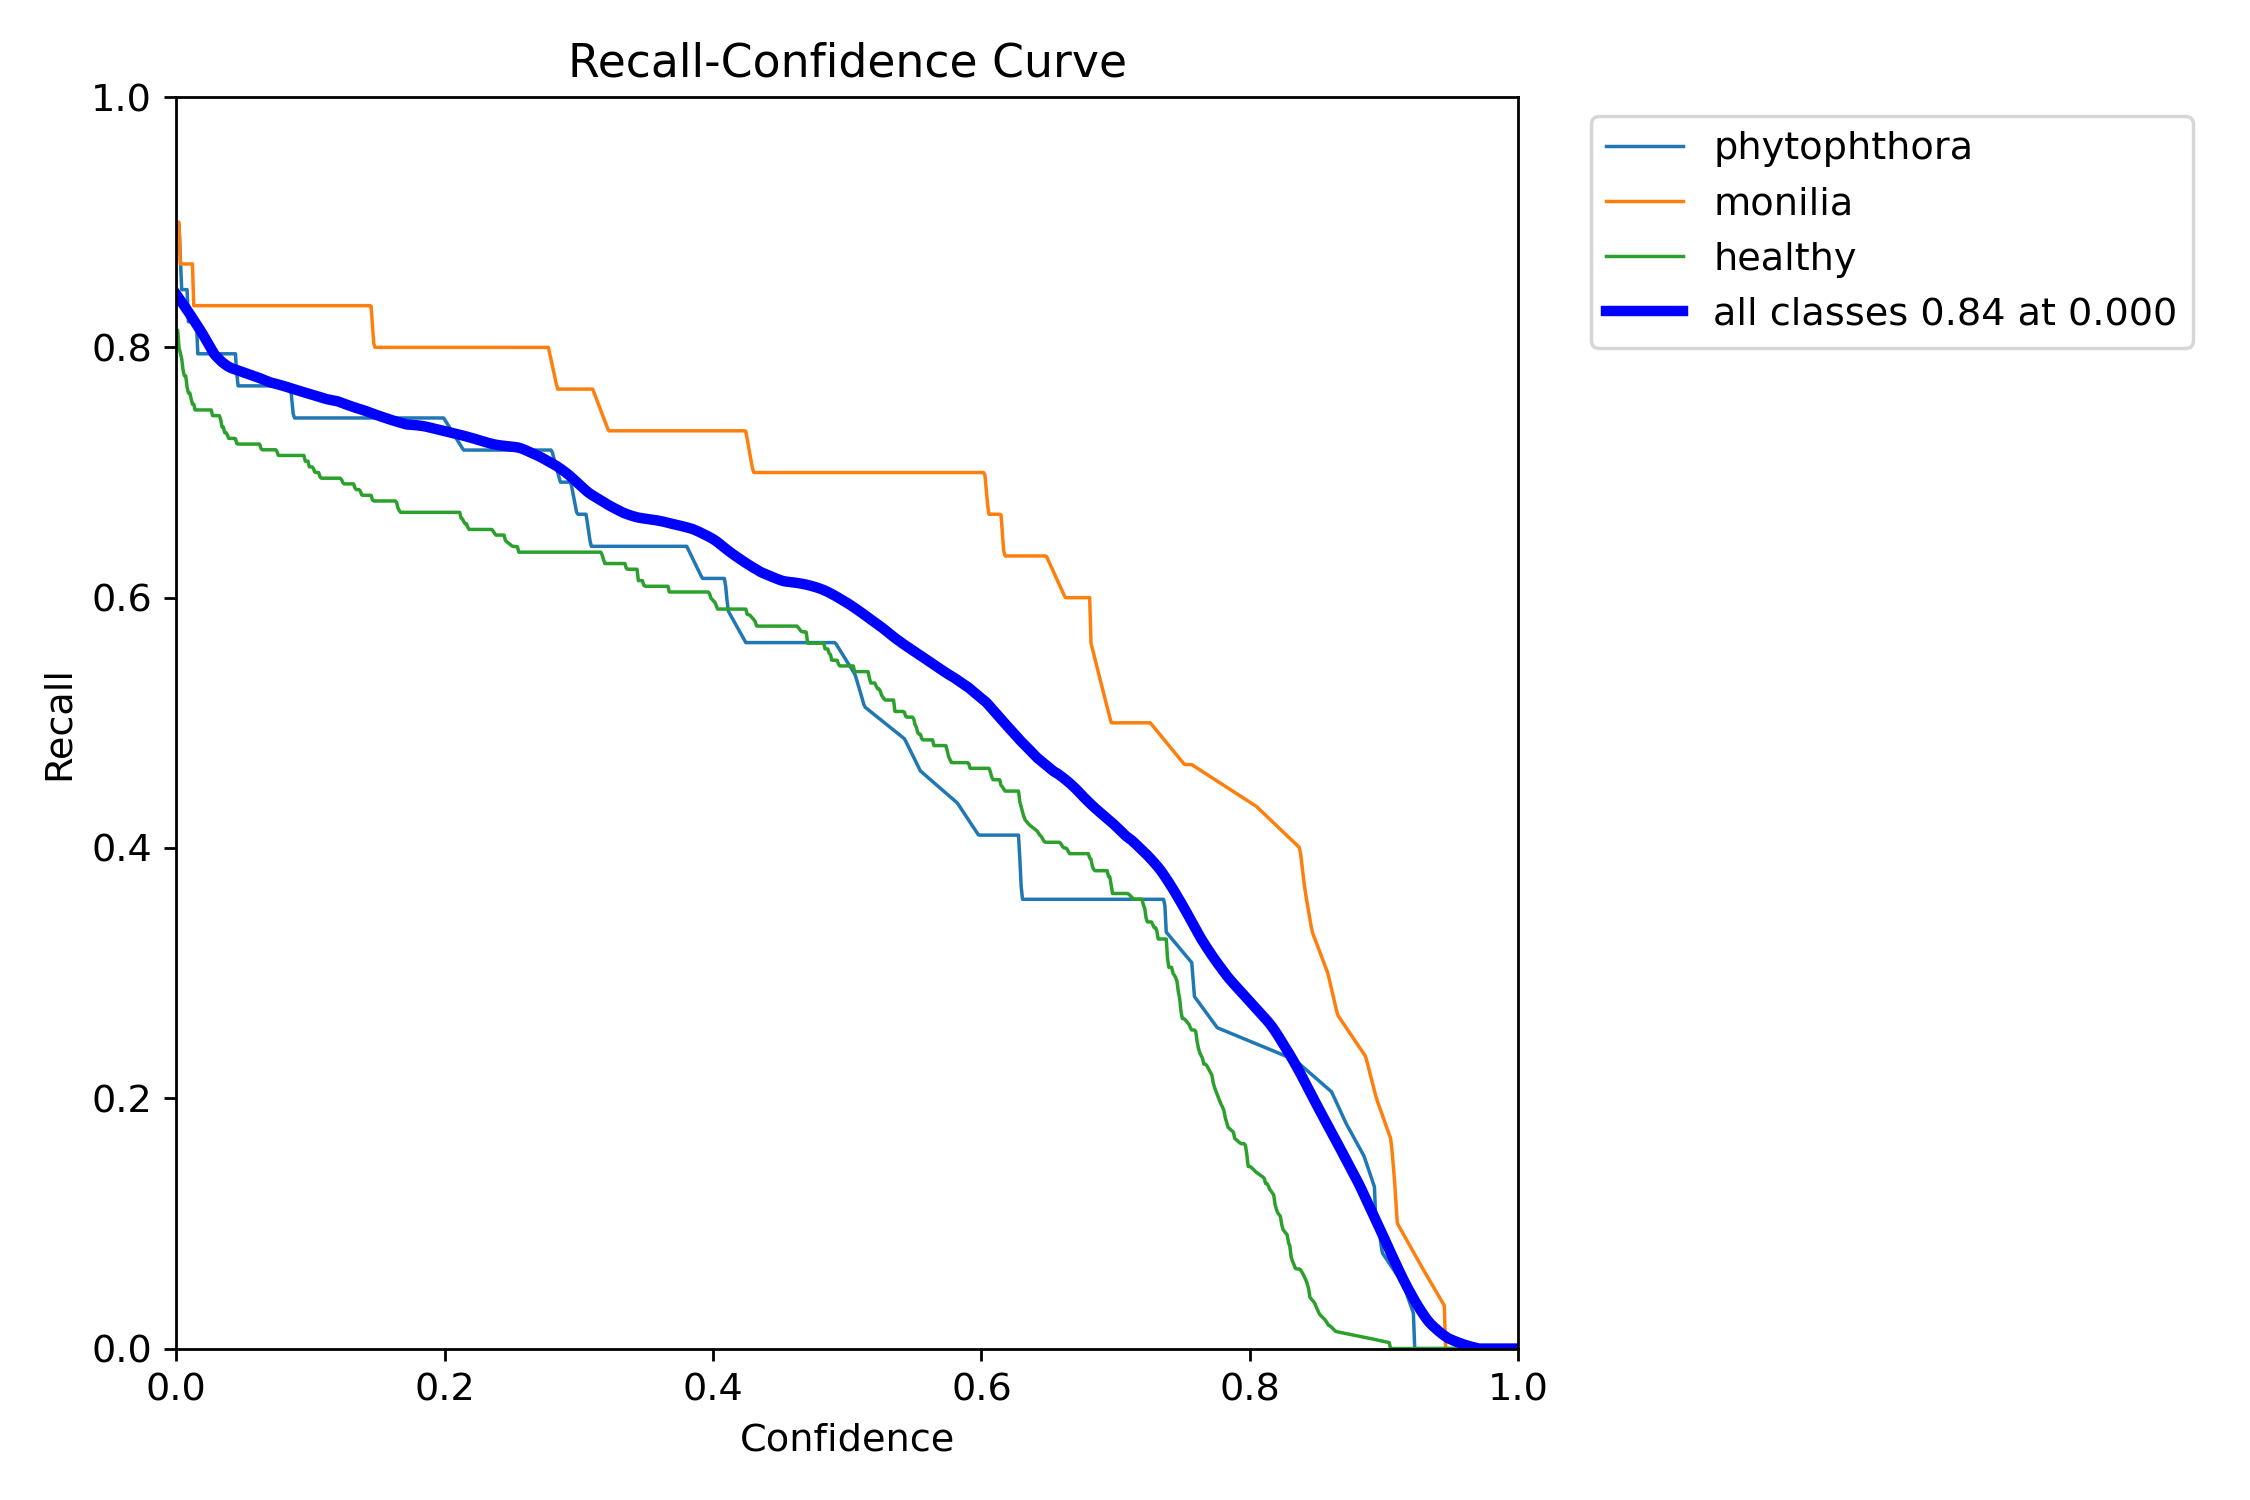 Recall-Confidence Curve
1.0
0.8
0.6
0.4
0.2
0.0
Recall
0.0 0.2 0.4 0.6 0.8 1.0
Confidence
phytophthora
monilia
healthy
all classes 0.84 at 0.000